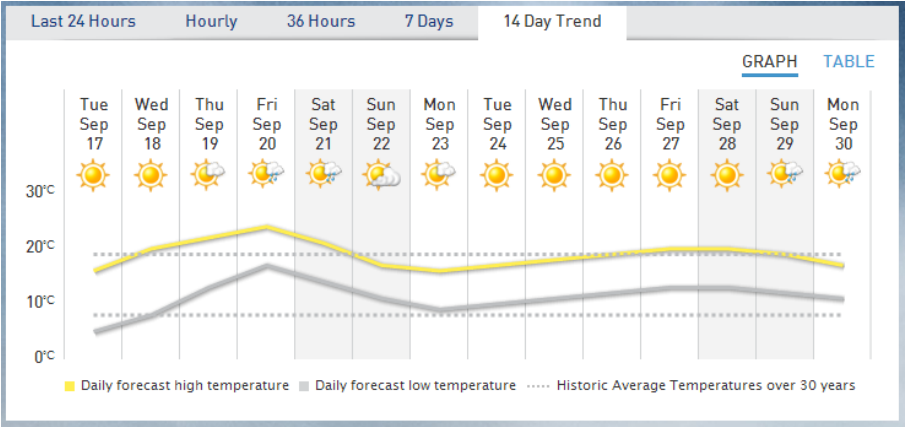 Last 24 Hours Hourly 36 Hours 7 Days 14 Day Trend
GRAPH TABLE
Tue Wed Thu Fri Sat Sun Mon Tue Wed Thu Fri Sat Sun Mon
Sep Sep Sep Sep Sep Sep Sep Sep Sep Sep Sep Sep Sep Sep
17 18 19 20 21 22 23 24 25 26 27 28 29 30
30°C
20°C
10°C
0°C
Daily forecast high temperature Daily forecast low temperature Historic Average Temperatures over 30 years